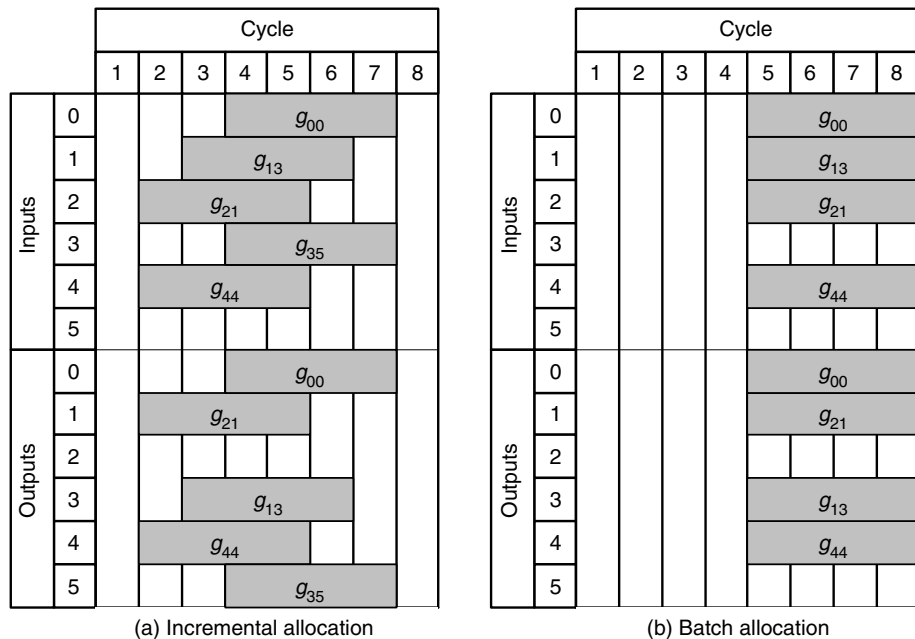 Cycle
1 2 3 4 5 6 7 8
Inputs
0 g00
1 g13
2 g21
3 g35
4 g44
5
Outputs
0 g00
1 g21
2
3 g13
4 g44
5 g35
(a) Incremental allocation
Cycle
1 2 3 4 5 6 7 8
Inputs
0 g00
1 g13
2 g21
3
4 g44
5
Outputs
0 g00
1 g21
2
3 g13
4 g44
5
(b) Batch allocation